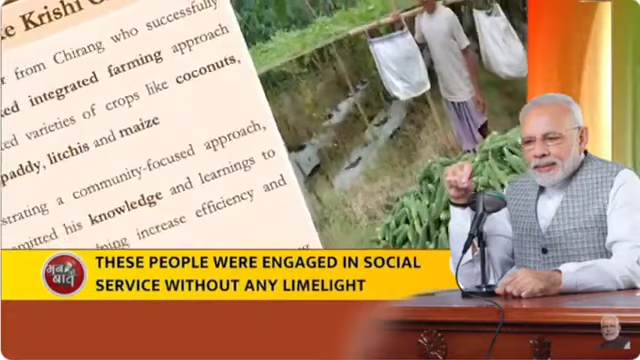 e Krishi
r from Chirang who successfully
ed integrated farming approach
ed varieties of crops like coconuts,
paddy, litchis and maize
strating a community-focused approach,
mitted his knowledge and learnings to
ning increase efficiency and
मन की बात
THESE PEOPLE WERE ENGAGED IN SOCIAL
SERVICE WITHOUT ANY LIMELIGHT